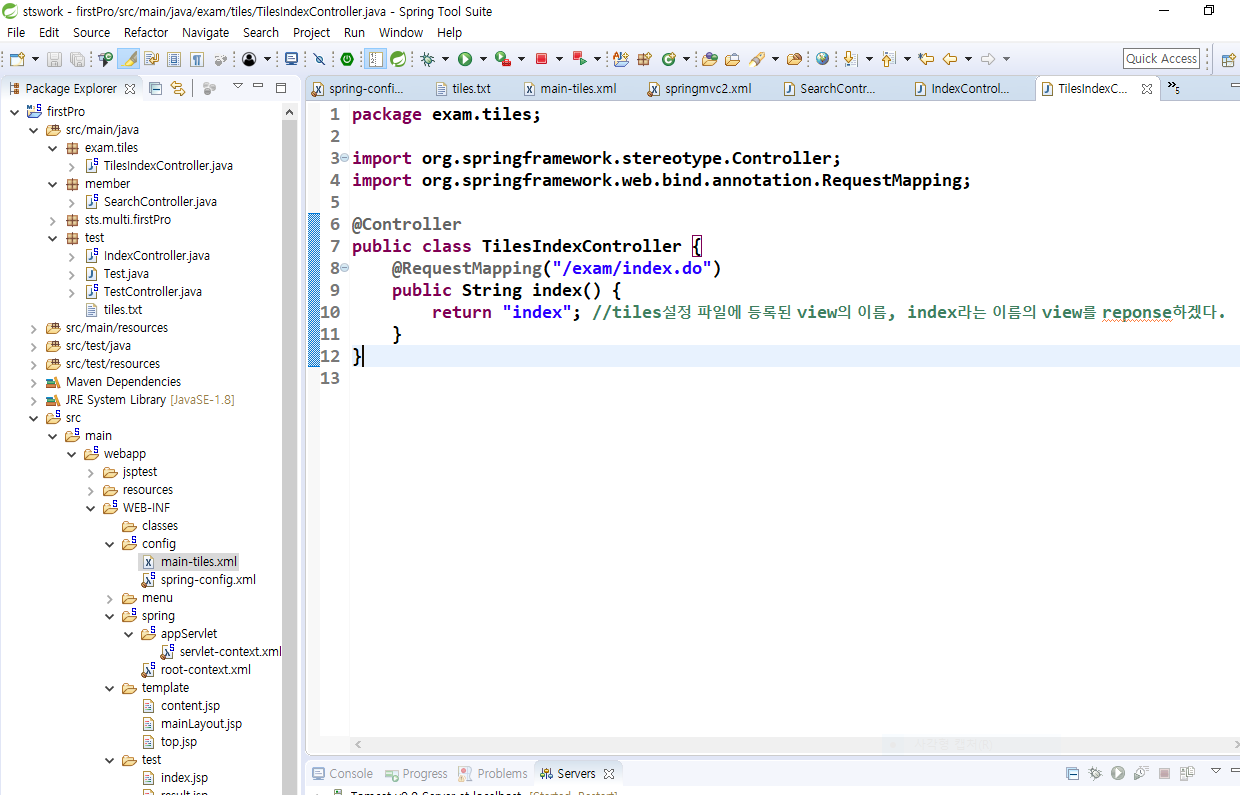 stswork - firstPro/src/main/java/exam/tiles/TilesIndexController.java - Spring Tool Suite
File Edit Source Refactor Navigate Search Project Run Window Help
Quick Access
Package Explorer
spring-confi... tiles.txt main-tiles.xml springmvc2.xml SearchContr... IndexControl... TilesIndexC... »5
firstPro
src/main/java
exam.tiles
TilesIndexController.java
member
SearchController.java
sts.multi.firstPro
test
IndexController.java
Test.java
TestController.java
tiles.txt
src/main/resources
src/test/java
src/test/resources
Maven Dependencies
JRE System Library [JavaSE-1.8]
src
main
webapp
jsptest
resources
WEB-INF
classes
config
main-tiles.xml
spring-config.xml
menu
spring
appServlet
servlet-context.xml
root-context.xml
template
content.jsp
mainLayout.jsp
top.jsp
test
index.jsp
result.jsp
1 package exam.tiles;
2
3 import org.springframework.stereotype.Controller;
4 import org.springframework.web.bind.annotation.RequestMapping;
5
6 @Controller
7 public class TilesIndexController {
8 @RequestMapping("/exam/index.do")
9 public String index() {
10 return "index"; //tiles설정 파일에 등록된 view의 이름, index라는 이름의 view를 reponse하겠다.
11 }
12 }
13
Console Progress Problems Servers
Tomcat v9.0 Server at localhost [Started, Restart]